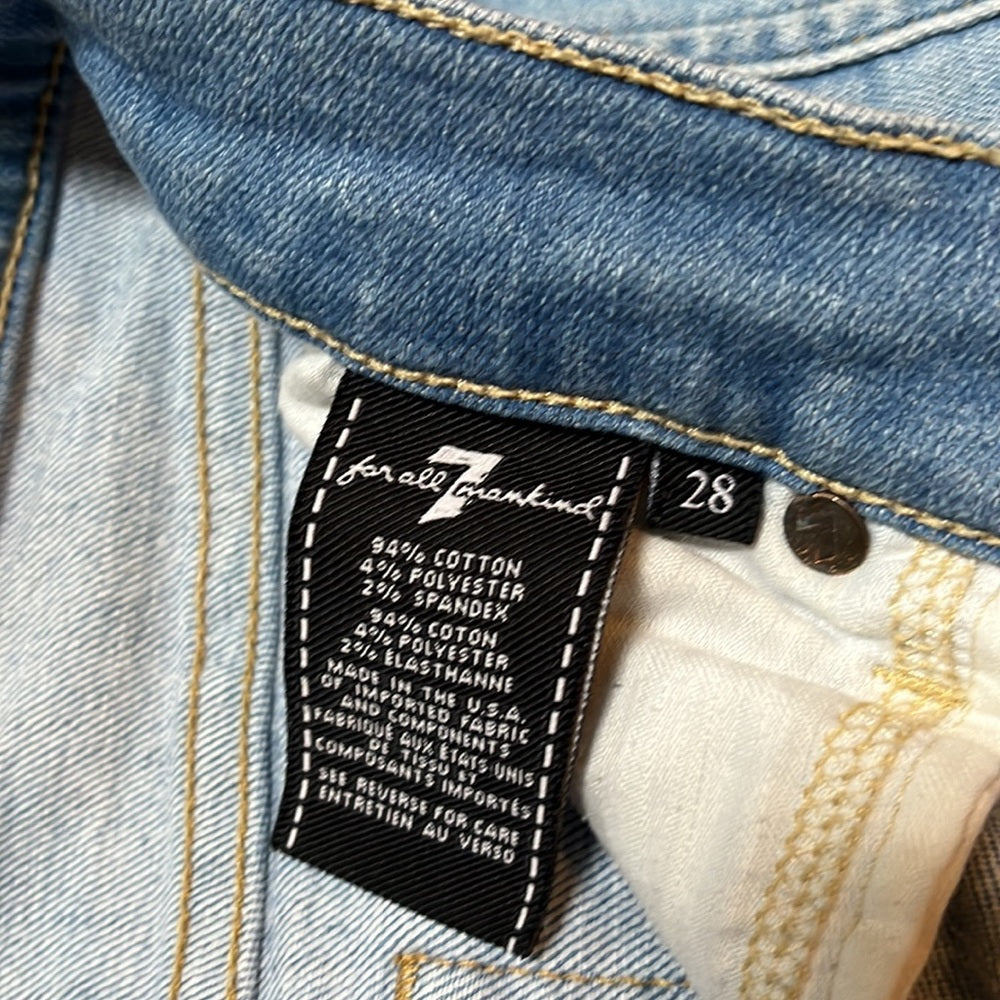 for all 7 mankind
28
94% COTTON
4% POLYESTER
2% SPANDEX
94% COTON
4% POLYESTER
2% ELASTHANNE
MADE IN THE U.S.A.
OF IMPORTED FABRIC
AND COMPONENTS
FABRIQUÉ AUX ÉTATS-UNIS
DE TISSU ET
COMPOSANTS IMPORTÉS
SEE REVERSE FOR CARE
ENTRETIEN AU VERSO